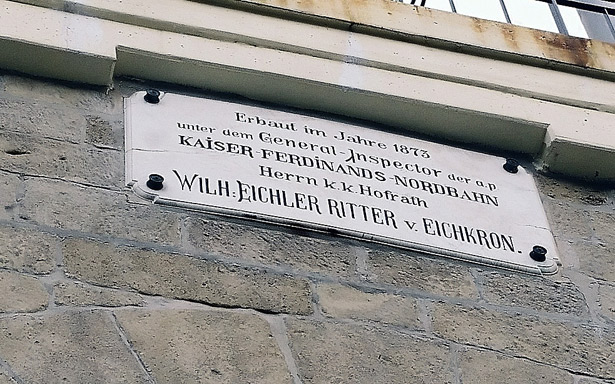 Erbaut im Jahre 1873
unter dem General-Inspector der a.p
KAISER-FERDINANDS-NORDBAHN
Herrn k.k. Hofrath
WILH. EICHLER RITTER v. EICHKRON.